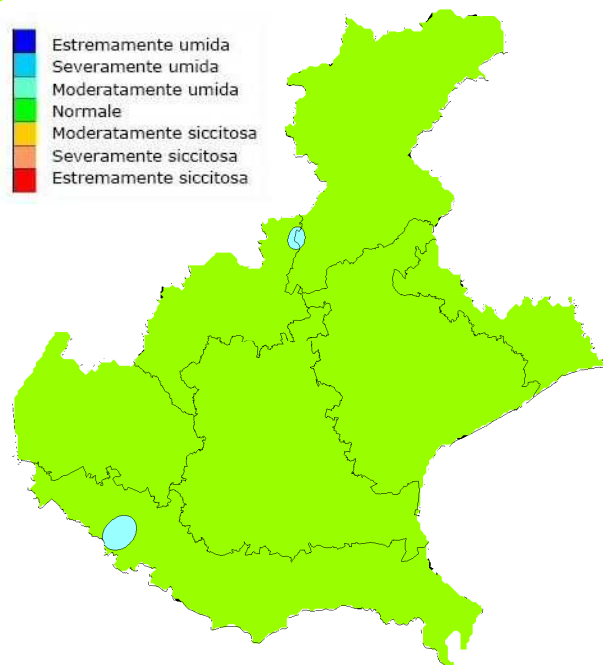 Estremamente umida
Severamente umida
Moderatamente umida
Normale
Moderatamente siccitosa
Severamente siccitosa
Estremamente siccitosa